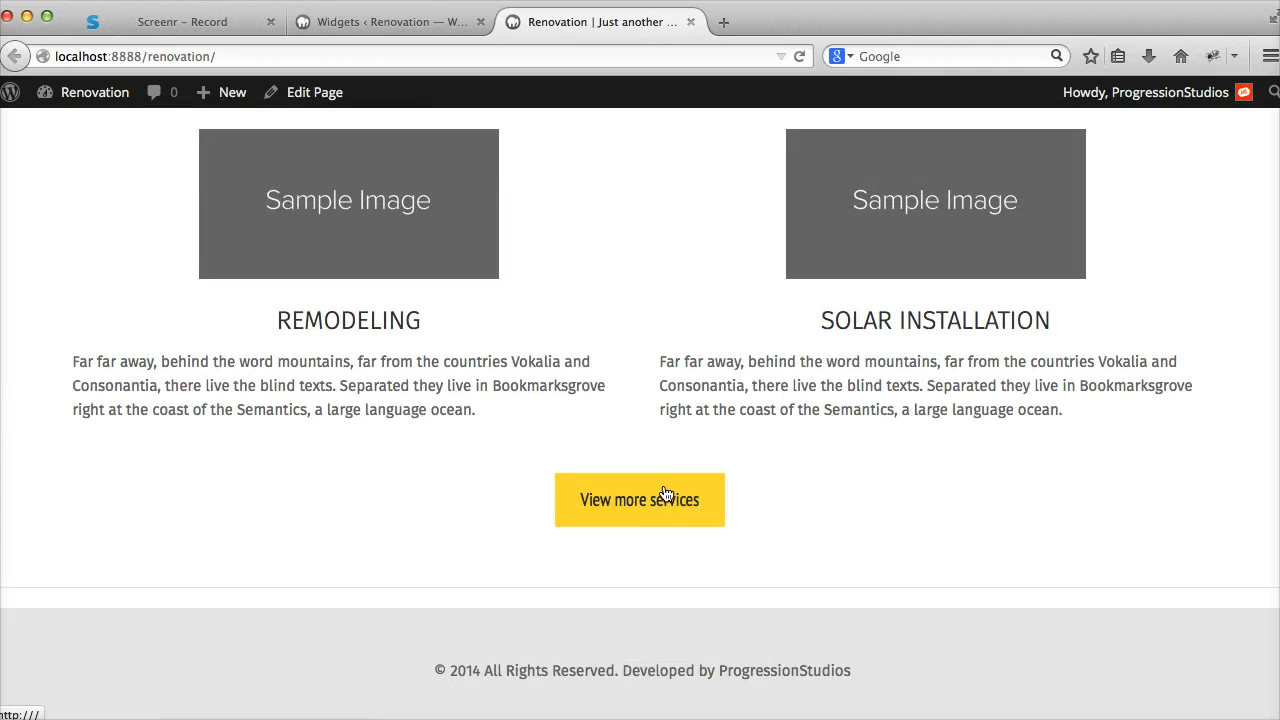 Screenr – Record
Widgets ‹ Renovation — W...
Renovation | Just another ...
localhost:8888/renovation/
Google
Renovation
0
New
Edit Page
Howdy, ProgressionStudios
Sample Image
Sample Image
REMODELING
SOLAR INSTALLATION
Far far away, behind the word mountains, far from the countries Vokalia and
Consonantia, there live the blind texts. Separated they live in Bookmarksgrove
right at the coast of the Semantics, a large language ocean.
Far far away, behind the word mountains, far from the countries Vokalia and
Consonantia, there live the blind texts. Separated they live in Bookmarksgrove
right at the coast of the Semantics, a large language ocean.
View more services
© 2014 All Rights Reserved. Developed by ProgressionStudios
http:///